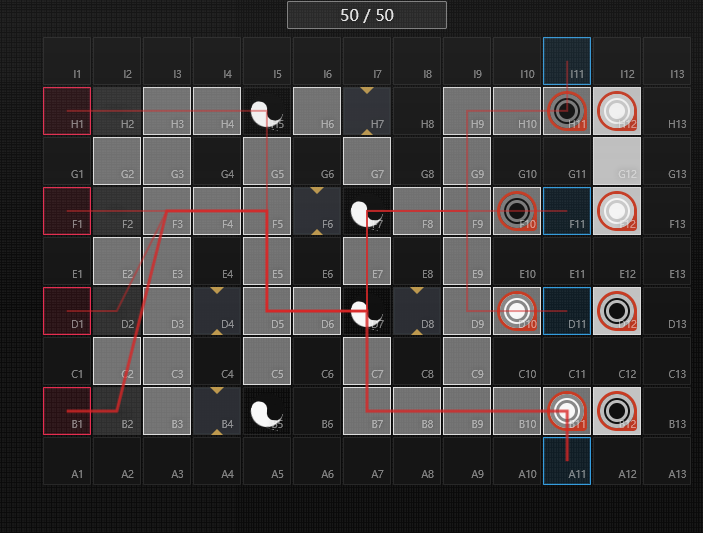 50 / 50
I1 I2 I3 I4 I5 I6 I7 I8 I9 I10 I11 I12 I13
H1 H2 H3 H4 H5 H6 H7 H8 H9 H10 H11 H12 H13
G1 G2 G3 G4 G5 G6 G7 G8 G9 G10 G11 G12 G13
F1 F2 F3 F4 F5 F6 F7 F8 F9 F10 F11 F12 F13
E1 E2 E3 E4 E5 E6 E7 E8 E9 E10 E11 E12 E13
D1 D2 D3 D4 D5 D6 D7 D8 D9 D10 D11 D12 D13
C1 C2 C3 C4 C5 C6 C7 C8 C9 C10 C11 C12 C13
B1 B2 B3 B4 B5 B6 B7 B8 B9 B10 B11 B12 B13
A1 A2 A3 A4 A5 A6 A7 A8 A9 A10 A11 A12 A13